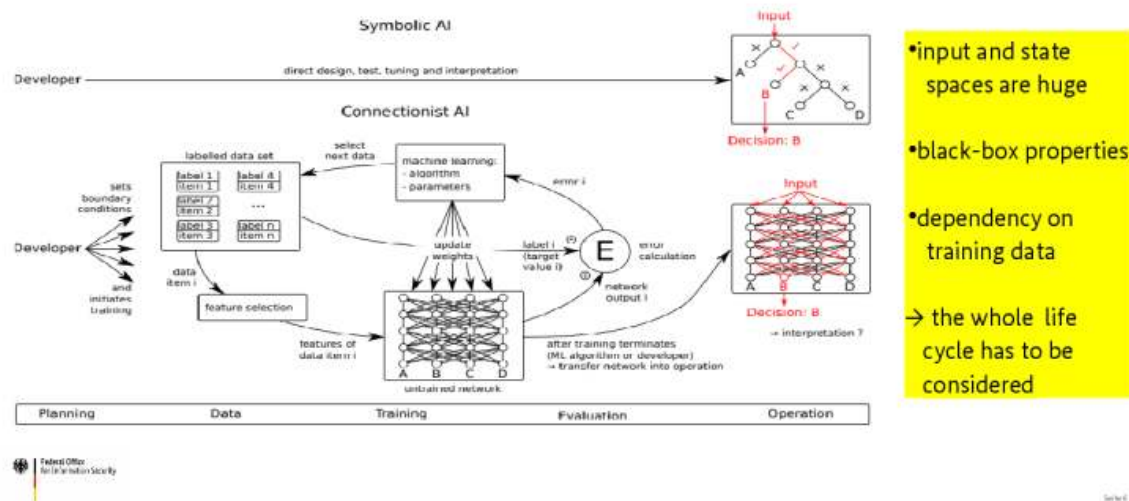 Symbolic AI
Developer
direct design, test, tuning and interpretation
Input
A
B
C
D
Decision: B
Connectionist AI
Developer
sets
boundary
conditions
and
initiates
training
labelled data set
label 1
item 1
label 4
item 4
label 2
item 2
...
label 3
item 3
label n
item n
select
next data
machine learning:
- algorithm
- parameters
error i
data
item i
feature selection
features of
data item i
update
weights
label i
(target
value i)
E
error
calculation
network
output i
A B C D
untrained network
after training terminates
(ML algorithm or developer)
→ transfer network into operation
Input
A B C D
Decision: B
→ interpretation ?
Planning Data Training Evaluation Operation
•input and state
spaces are huge
•black-box properties
•dependency on
training data
→ the whole life
cycle has to be
considered
Federal Office
for Information Security